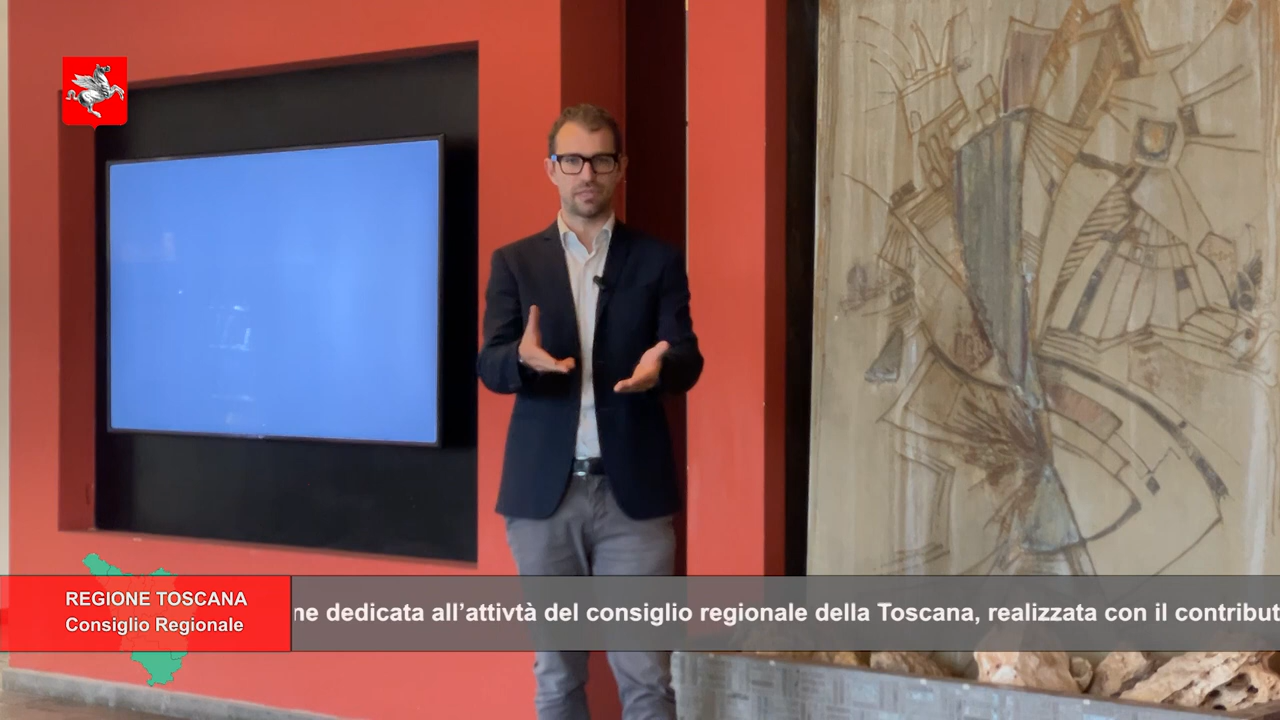 REGIONE TOSCANA
Consiglio Regionale
ne dedicata all’attivtà del consiglio regionale della Toscana, realizzata con il contribut